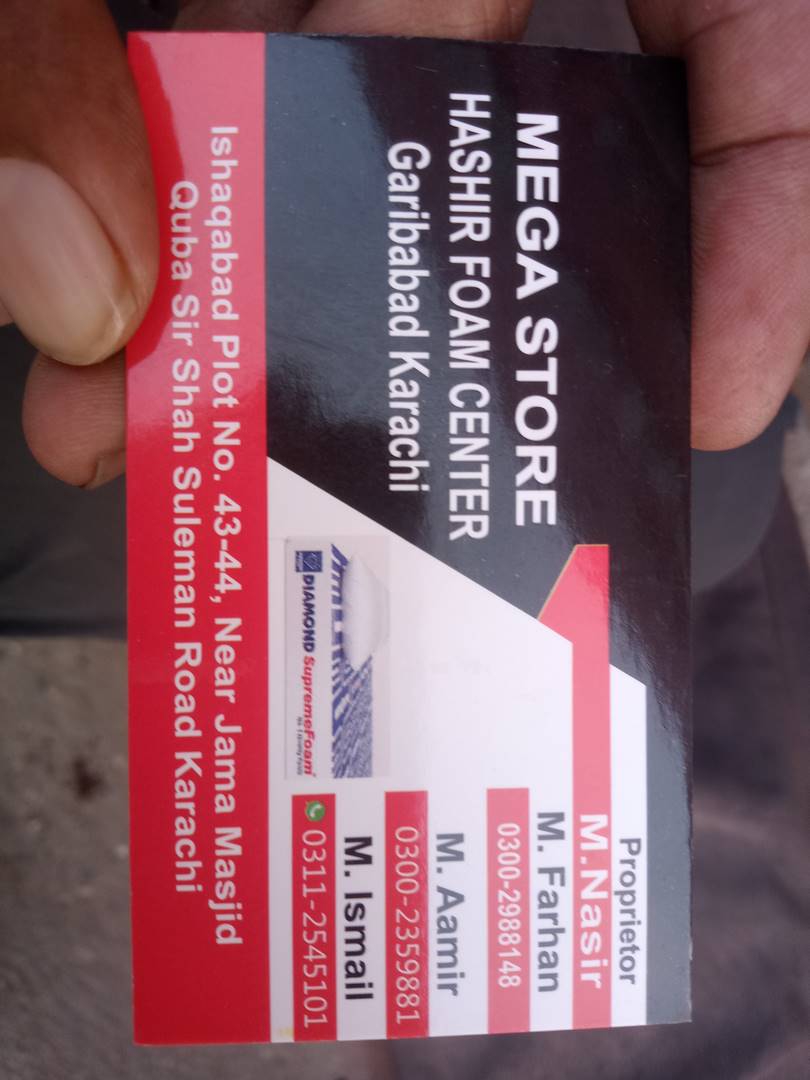 MEGA STORE
HASHIR FOAM CENTER
Garibabad Karachi
Proprietor
M.Nasir
M. Farhan
0300-2988148
M. Aamir
0300-2359881
M. Ismail
0311-2545101
DIAMOND SupremeFoam
Ishaqabad Plot No. 43-44, Near Jama Masjid
Quba Sir Shah Suleman Road Karachi